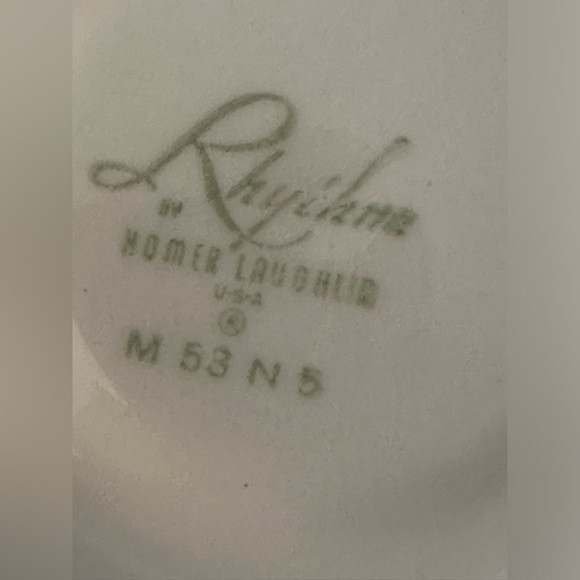 Rhythm
BY
HOMER LAUGHLIN
U·S·A
®
M 53 N 5